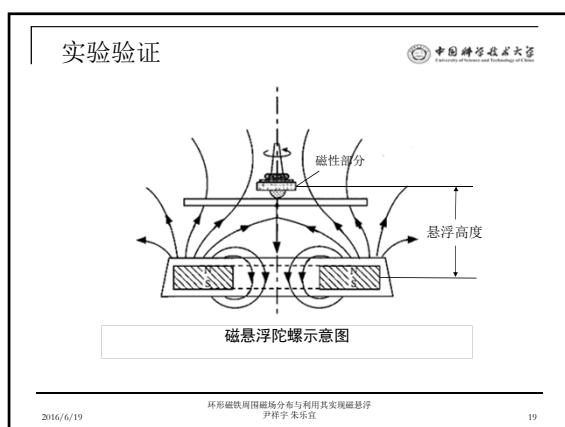 实验验证
中国科学技术大学
University of Science and Technology of China
磁性部分
悬浮高度
N
S
N
S
磁悬浮陀螺示意图
2016/6/19
环形磁铁周围磁场分布与利用其实现磁悬浮
尹祥宇 朱乐宜
19